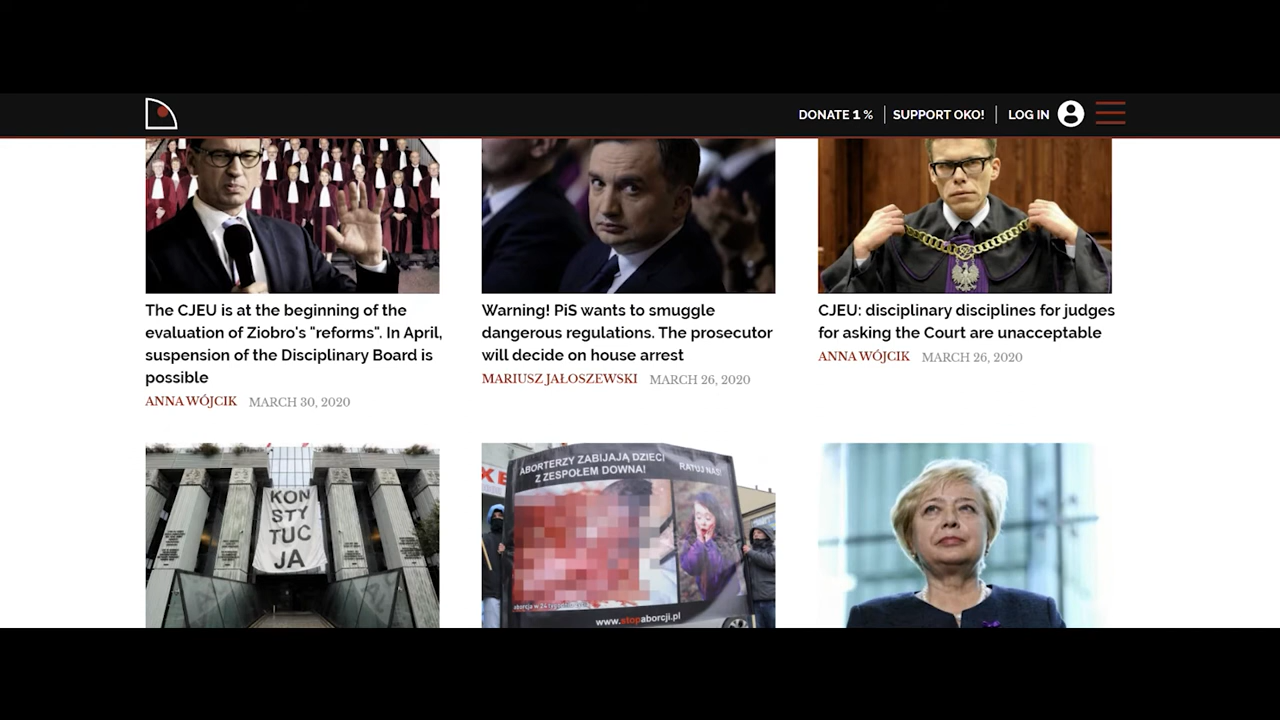 DONATE 1 %
SUPPORT OKO!
LOG IN
The CJEU is at the beginning of the
evaluation of Ziobro's "reforms". In April,
suspension of the Disciplinary Board is
possible
ANNA WÓJCIK MARCH 30, 2020
Warning! PiS wants to smuggle
dangerous regulations. The prosecutor
will decide on house arrest
MARIUSZ JAŁOSZEWSKI MARCH 26, 2020
CJEU: disciplinary disciplines for judges
for asking the Court are unacceptable
ANNA WÓJCIK MARCH 26, 2020
KON
STY
TUC
JA
ABORTERZY ZABIJAJĄ DZIECI
Z ZESPOŁEM DOWNA!
RATUJ NAS!
www.stopaborcji.pl